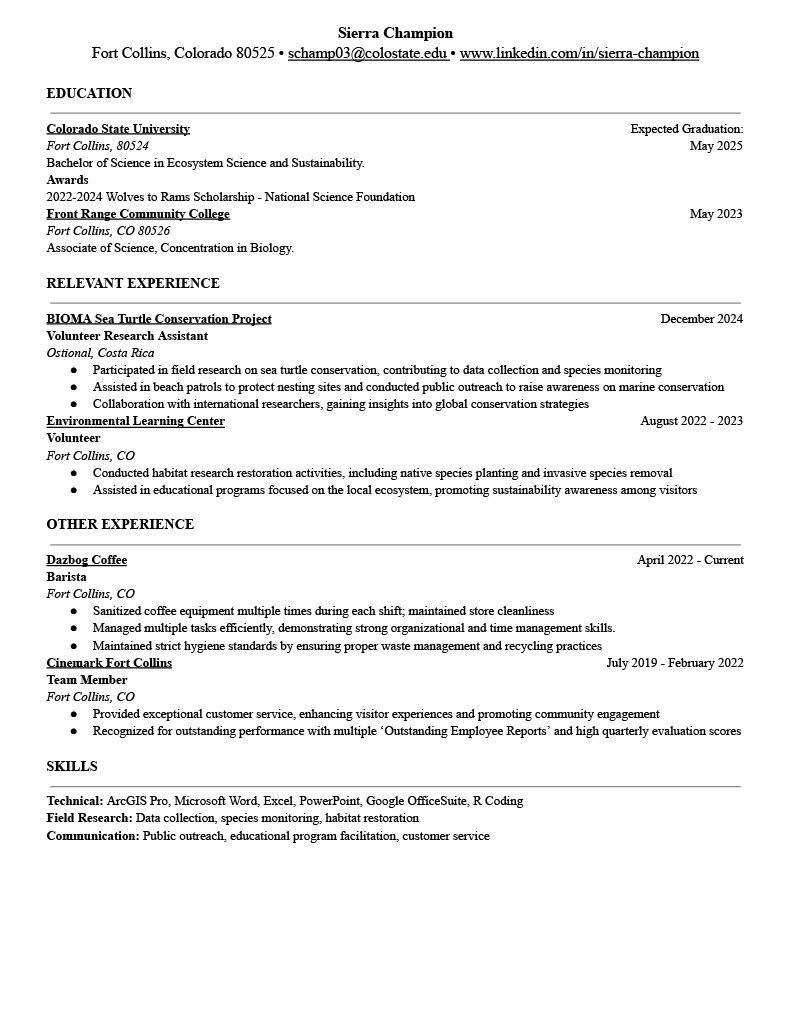 Sierra Champion
Fort Collins, Colorado 80525 • schamp03@colostate.edu • www.linkedin.com/in/sierra-champion
EDUCATION
Colorado State University Expected Graduation:
Fort Collins, 80524 May 2025
Bachelor of Science in Ecosystem Science and Sustainability.
Awards
2022-2024 Wolves to Rams Scholarship - National Science Foundation
Front Range Community College May 2023
Fort Collins, CO 80526
Associate of Science, Concentration in Biology.
RELEVANT EXPERIENCE
BIOMA Sea Turtle Conservation Project December 2024
Volunteer Research Assistant
Ostional, Costa Rica
● Participated in field research on sea turtle conservation, contributing to data collection and species monitoring
● Assisted in beach patrols to protect nesting sites and conducted public outreach to raise awareness on marine conservation
● Collaboration with international researchers, gaining insights into global conservation strategies
Environmental Learning Center August 2022 - 2023
Volunteer
Fort Collins, CO
● Conducted habitat research restoration activities, including native species planting and invasive species removal
● Assisted in educational programs focused on the local ecosystem, promoting sustainability awareness among visitors
OTHER EXPERIENCE
Dazbog Coffee April 2022 - Current
Barista
Fort Collins, CO
● Sanitized coffee equipment multiple times during each shift; maintained store cleanliness
● Managed multiple tasks efficiently, demonstrating strong organizational and time management skills.
● Maintained strict hygiene standards by ensuring proper waste management and recycling practices
Cinemark Fort Collins July 2019 - February 2022
Team Member
Fort Collins, CO
● Provided exceptional customer service, enhancing visitor experiences and promoting community engagement
● Recognized for outstanding performance with multiple ‘Outstanding Employee Reports’ and high quarterly evaluation scores
SKILLS
Technical: ArcGIS Pro, Microsoft Word, Excel, PowerPoint, Google OfficeSuite, R Coding
Field Research: Data collection, species monitoring, habitat restoration
Communication: Public outreach, educational program facilitation, customer service